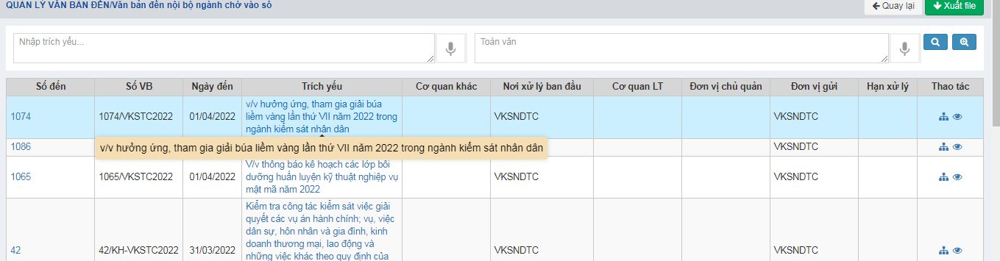 QUẢN LÝ VĂN BẢN ĐẾN/Văn bản đến nội bộ ngành chờ vào sổ
Quay lại
Xuất file
Nhập trích yếu...
Toàn văn
Số đến
Số VB
Ngày đến
Trích yếu
Cơ quan khác
Nơi xử lý ban đầu
Cơ quan LT
Đơn vị chủ quản
Đơn vị gửi
Hạn xử lý
Thao tác
1074
1074/VKSTC2022
01/04/2022
v/v hưởng ứng, tham gia giải búa
liềm vàng lần thứ VII năm 2022 trong
ngành kiểm sát nhân dân
VKSNDTC
VKSNDTC
1086
v/v hưởng ứng, tham gia giải búa liềm vàng lần thứ VII năm 2022 trong ngành kiểm sát nhân dân
VKSNDTC
1065
1065/VKSTC2022
01/04/2022
V/v thông báo kế hoạch các lớp bồi
dưỡng huấn luyện kỹ thuật nghiệp vụ
mật mã năm 2022
VKSNDTC
VKSNDTC
42
42/KH-VKSTC2022
31/03/2022
Kiểm tra công tác kiểm sát việc giải
quyết các vụ án hành chính; vụ, việc
dân sự, hôn nhân và gia đình, kinh
doanh thương mại, lao động và
những việc khác theo quy định của
VKSNDTC
VKSNDTC